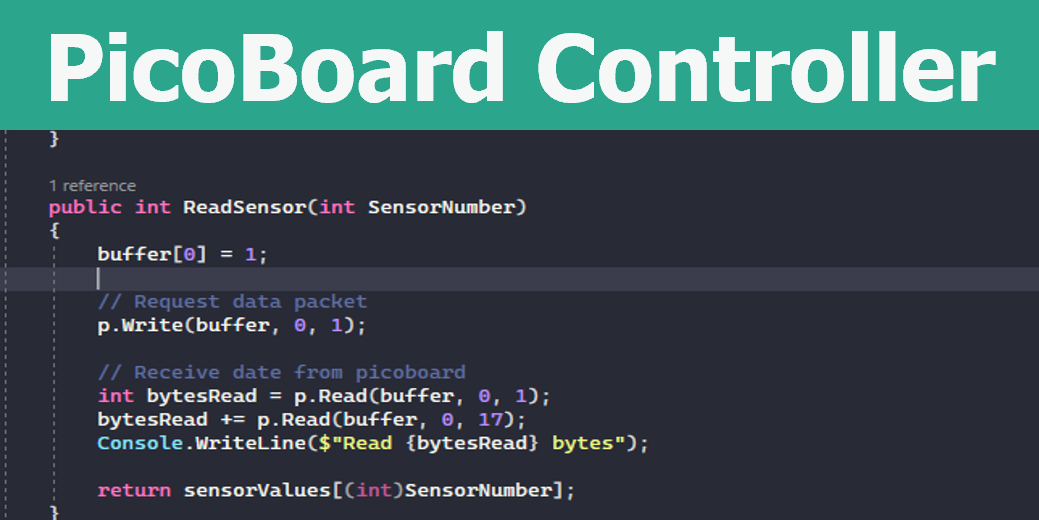 PicoBoard Controller
}
1 reference
public int ReadSensor(int SensorNumber)
{
buffer[0] = 1;
// Request data packet
p.Write(buffer, 0, 1);
// Receive date from picoboard
int bytesRead = p.Read(buffer, 0, 1);
bytesRead += p.Read(buffer, 0, 17);
Console.WriteLine($"Read {bytesRead} bytes");
return sensorValues[(int)SensorNumber];
}